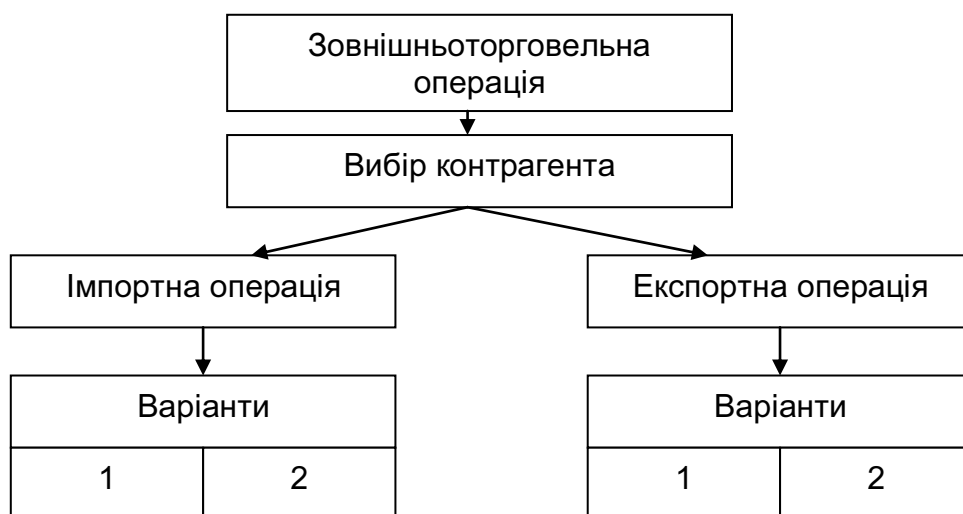 Зовнішньоторговельна
операція
Вибір контрагента
Імпортна операція
Експортна операція
Варіанти
Варіанти
1
2
1
2